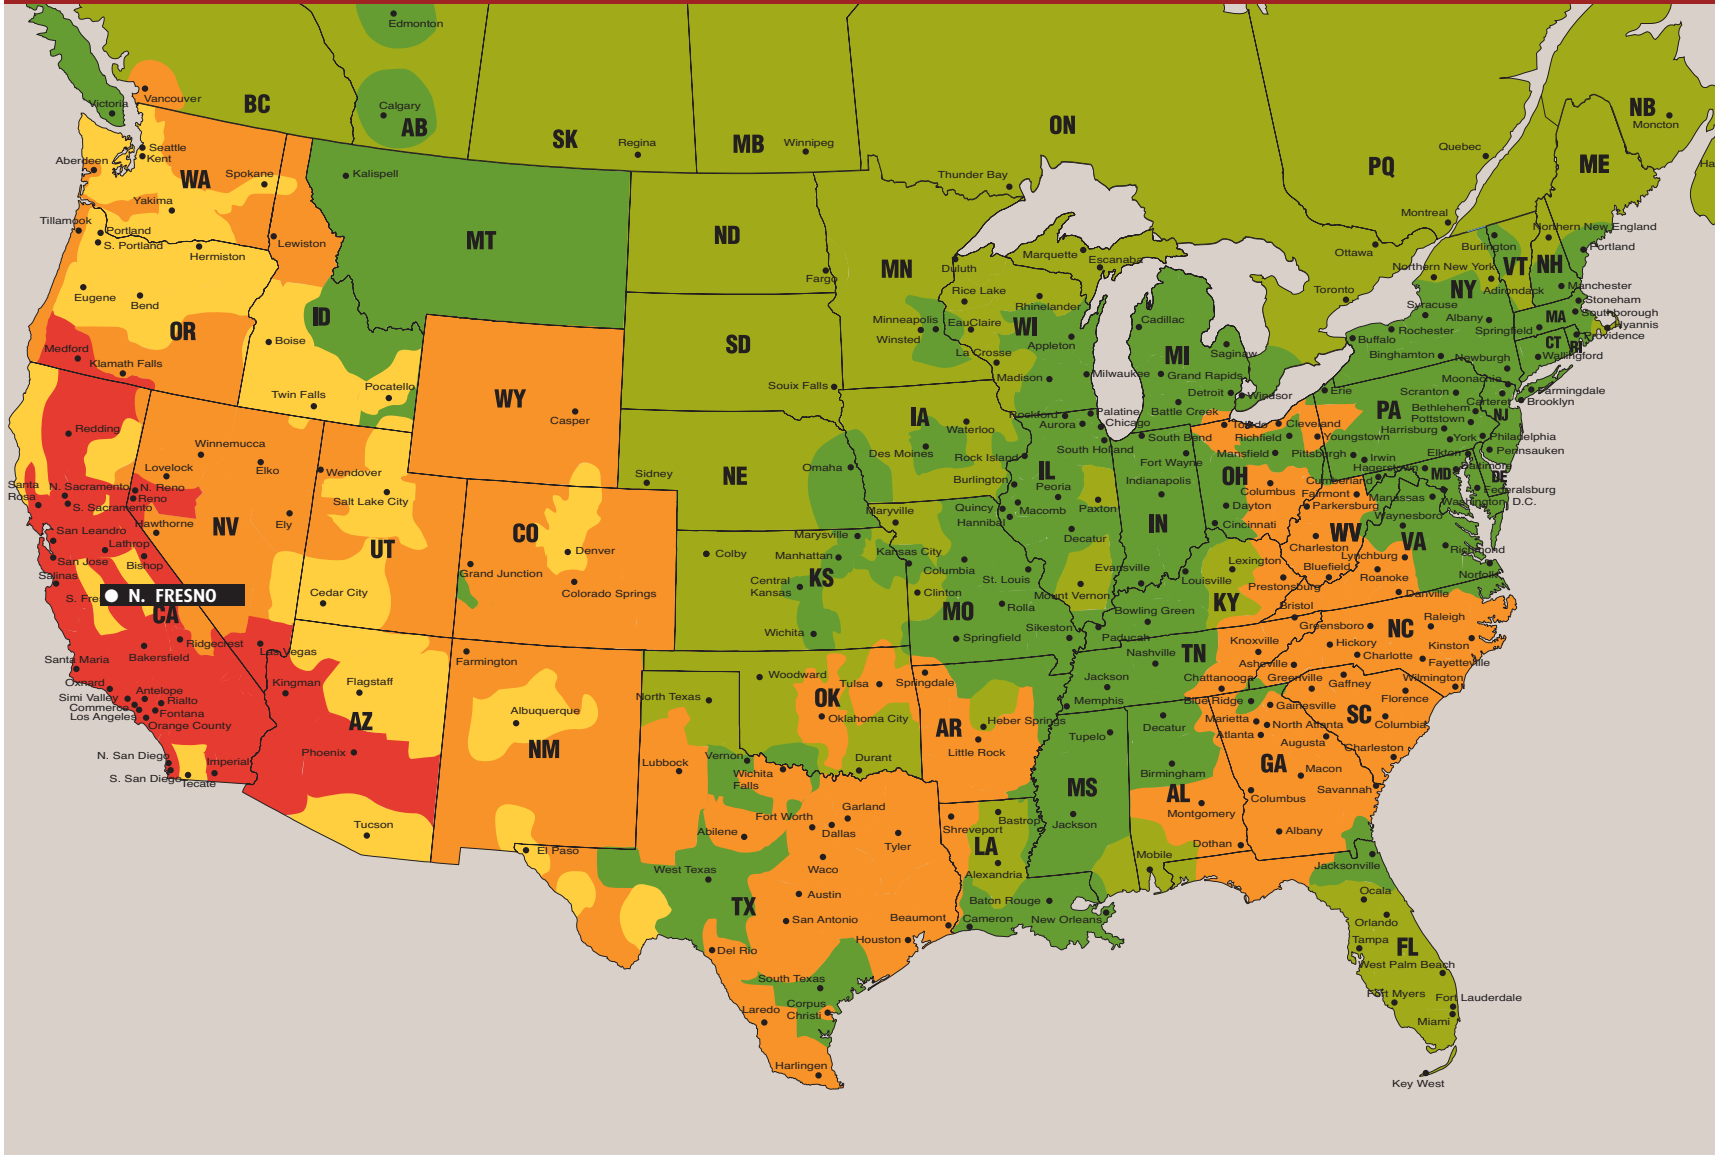 Edmonton
Victoria
Vancouver
BC
Calgary
AB
SK
Regina
MB
Winnipeg
ON
Thunder Bay
PQ
Quebec
Montreal
Ottawa
Toronto
NB
Moncton
Ha
ME
Aberdeen
Seattle
Kent
WA
Spokane
Yakima
Tillamook
Portland
S. Portland
Hermiston
Lewiston
Eugene
Bend
OR
Medford
Klamath Falls
ID
Boise
Twin Falls
Pocatello
Kalispell
MT
WY
Casper
ND
Fargo
SD
Souix Falls
NE
Sidney
Omaha
MN
Duluth
Minneapolis
Winsted
WI
Rice Lake
EauClaire
La Crosse
Rhinelander
Appleton
Madison
Milwaukee
Marquette
Escanaba
MI
Cadillac
Saginaw
Grand Rapids
Detroit
Windsor
Battle Creek
IA
Waterloo
Des Moines
Rock Island
Burlington
IL
Rockford
Aurora
Palatine
Chicago
South Holland
Peoria
Macomb
Quincy
Hannibal
Paxton
Decatur
Mount Vernon
IN
South Bend
Fort Wayne
Indianapolis
Evansville
OH
Toledo
Cleveland
Richfield
Youngstown
Mansfield
Columbus
Dayton
Cincinnati
PA
Erie
Pittsburgh
Irwin
Scranton
Bethlehem
Pottstown
Harrisburg
York
Philadelphia
Pennsauken
NJ
Moonachie
Carteret
Farmingdale
Brooklyn
NY
Northern New York
Adirondack
Syracuse
Albany
Rochester
Buffalo
Binghamton
Newburgh
VT
Burlington
NH
Northern New England
Portland
Manchester
MA
Stoneham
Southborough
Hyannis
Springfield
Providence
CT
RI
Wallingford
MD
Elkton
Baltimore
Hagerstown
Cumberland
DE
Federalsburg
Washington, D.C.
WV
Fairmont
Parkersburg
Charleston
Bluefield
VA
Manassas
Waynesboro
Richmond
Norfolk
Lynchburg
Roanoke
Danville
Bristol
KY
Lexington
Louisville
Prestonsburg
Bowling Green
Paducah
TN
Nashville
Jackson
Memphis
Knoxville
Chattanooga
NC
Raleigh
Greensboro
Hickory
Charlotte
Asheville
Kinston
Fayetteville
Wilmington
SC
Greenville
Gaffney
Florence
Columbia
Charleston
GA
Blue Ridge
Gainesville
Marietta
North Atlanta
Atlanta
Augusta
Macon
Columbus
Savannah
Albany
AL
Decatur
Birmingham
Montgomery
Dothan
Mobile
MS
Tupelo
Jackson
LA
Shreveport
Bastrop
Alexandria
Baton Rouge
Cameron
New Orleans
FL
Jacksonville
Ocala
Orlando
Tampa
West Palm Beach
Fort Myers
Fort Lauderdale
Miami
Key West
AR
Springdale
Heber Springs
Little Rock
MO
Maryville
Kansas City
Columbia
Clinton
St. Louis
Rolla
Springfield
Sikeston
KS
Colby
Marysville
Manhattan
Central
Kansas
Wichita
OK
Woodward
Tulsa
Oklahoma City
Durant
TX
North Texas
Lubbock
Vernon
Wichita
Falls
Abilene
Fort Worth
Garland
Dallas
Tyler
Waco
West Texas
El Paso
Austin
San Antonio
Beaumont
Houston
Del Rio
South Texas
Corpus
Christi
Laredo
Harlingen
NM
Farmington
Albuquerque
CO
Denver
Grand Junction
Colorado Springs
UT
Wendover
Salt Lake City
Cedar City
NV
Winnemucca
Elko
Lovelock
N. Reno
Reno
Hawthorne
Ely
Las Vegas
AZ
Kingman
Flagstaff
Phoenix
Tucson
CA
Redding
Santa
Rosa
N. Sacramento
S. Sacramento
San Leandro
Lathrop
San Jose
Bishop
Salinas
N. FRESNO
S. Fres
Ridgecrest
Bakersfield
Santa Maria
Oxnard
Simi Valley
Antelope
Rialto
Commerce
Fontana
Los Angeles
Orange County
N. San Diego
S. San Diego
Imperial
Tecate